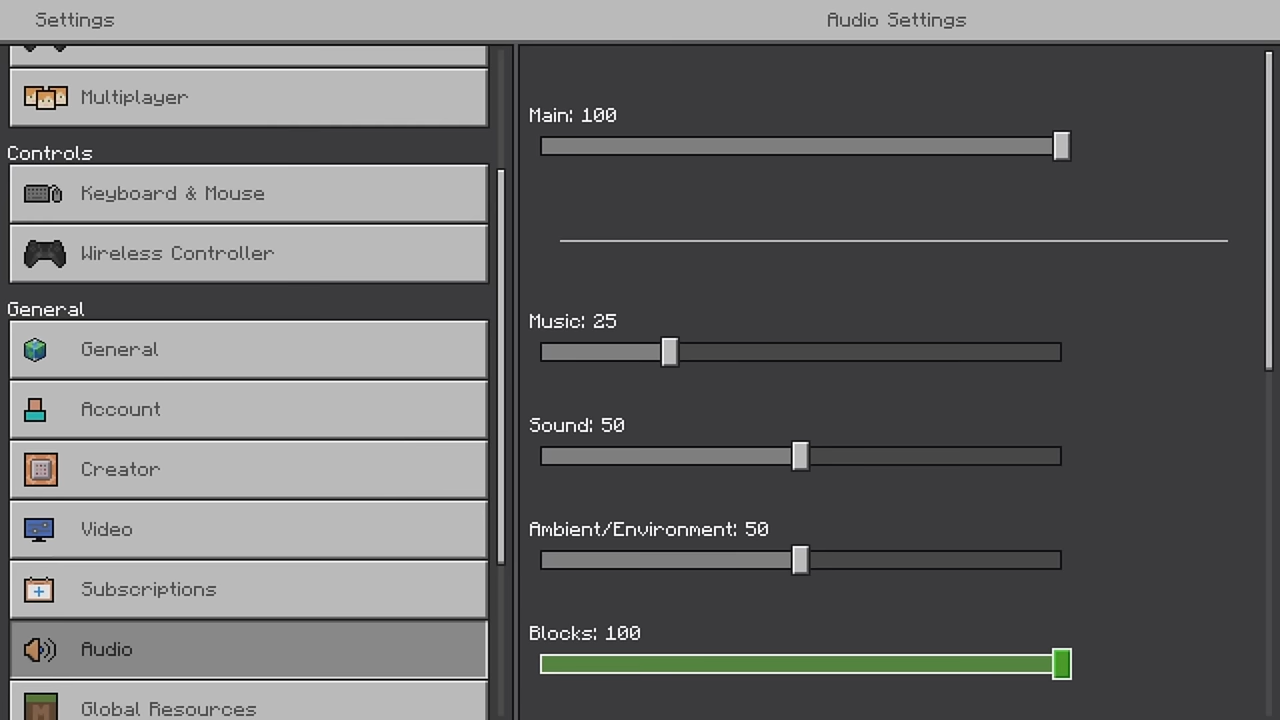 Settings
Audio Settings
Multiplayer
Controls
Keyboard & Mouse
Wireless Controller
General
General
Account
Creator
Video
Subscriptions
Audio
Global Resources
Main: 100
Music: 25
Sound: 50
Ambient/Environment: 50
Blocks: 100